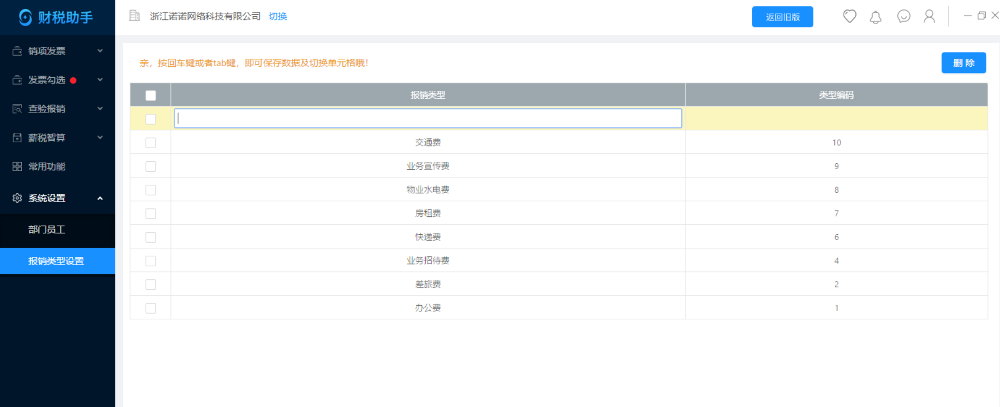 财税助手
浙江诺诺网络科技有限公司 切换
返回旧版
销项发票
发票勾选
查验报销
薪税智算
常用功能
系统设置
部门员工
报销类型设置
亲，按回车键或者tab键，即可保存数据及切换单元格哦！
删 除
报销类型 类型编码
交通费 10
业务宣传费 9
物业水电费 8
房租费 7
快递费 6
业务招待费 4
差旅费 2
办公费 1